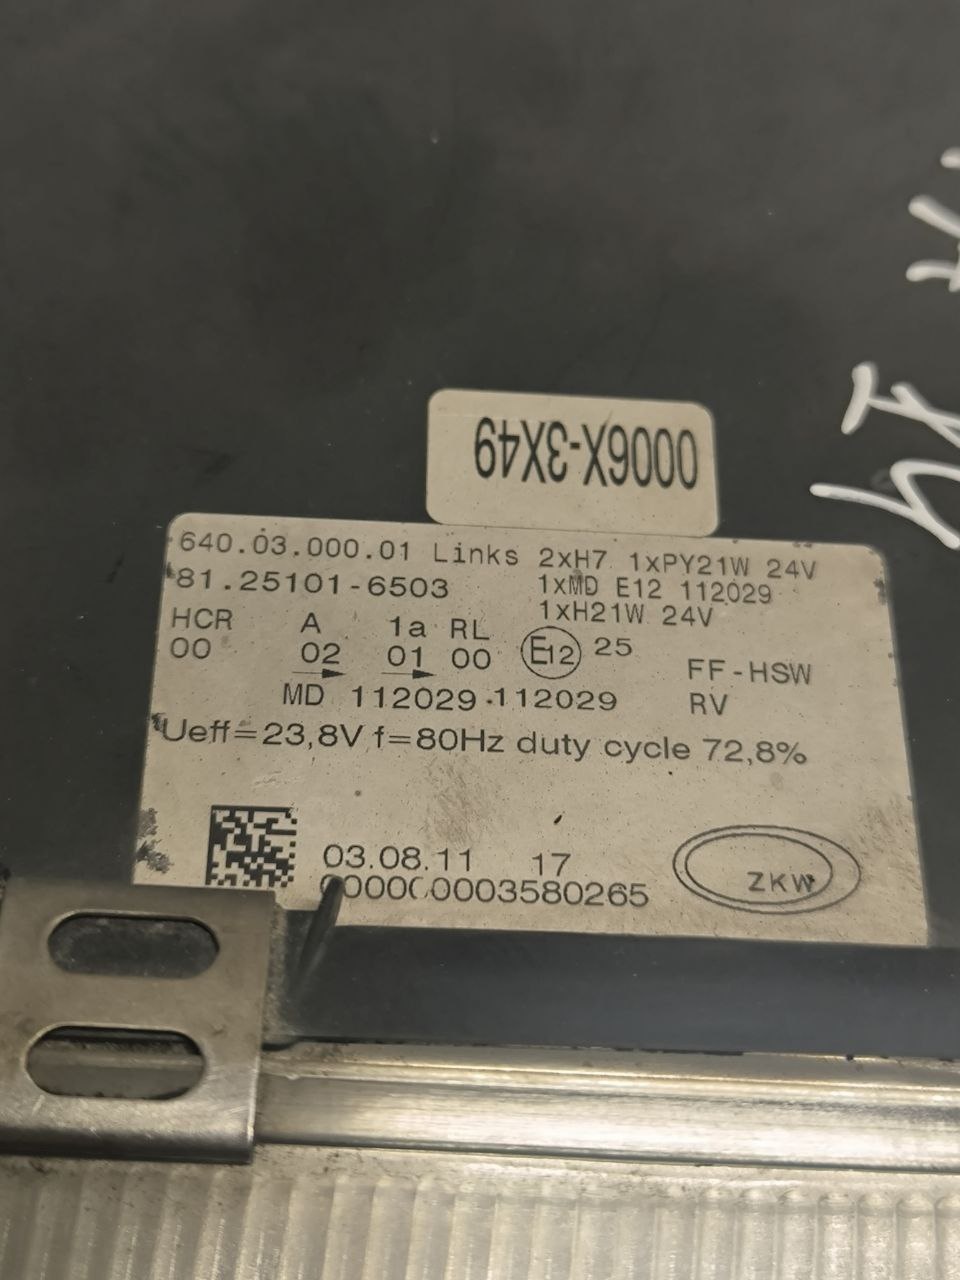 0006X-3X49
640.03.000.01 Links 2xH7 1xPY21W 24V
81.25101-6503 1xMD E12 112029
1xH21W 24V
HCR A 1a RL E12 25
00 02 01 00 FF-HSW
MD 112029-112029 RV
Ueff=23,8V f=80Hz duty cycle 72,8%
03.08.11 17
0003580265
ZKW